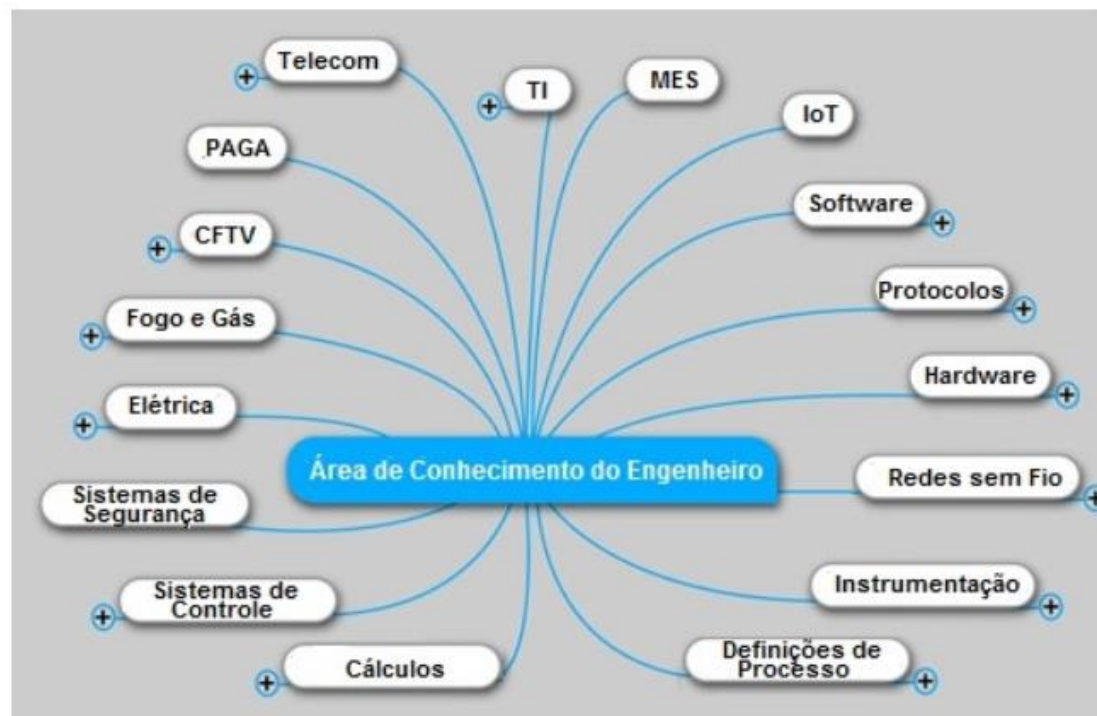 Telecom
+
TI
+
MES
IoT
PAGA
Software
+
CFTV
+
Protocolos
+
Fogo e Gás
+
Hardware
+
Elétrica
+
Área de Conhecimento do Engenheiro
Redes sem Fio
+
Sistemas de
Segurança
Instrumentação
+
Sistemas de
Controle
+
Definições de
Processo
+
Cálculos
+